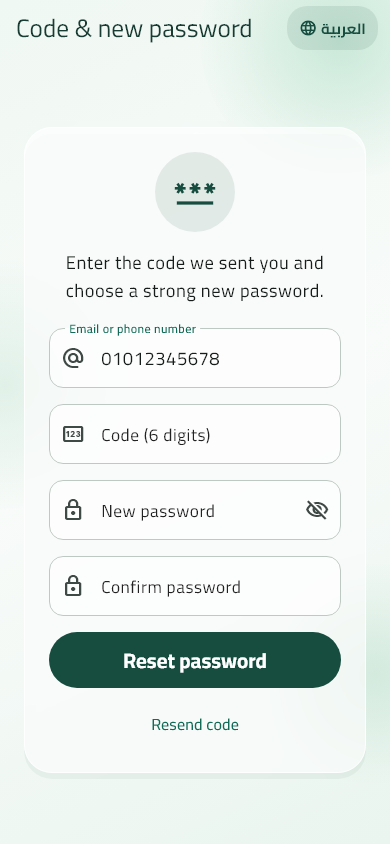 Code & new password
العربية
***
Enter the code we sent you and
choose a strong new password.
Email or phone number
01012345678
123
Code (6 digits)
New password
Confirm password
Reset password
Resend code